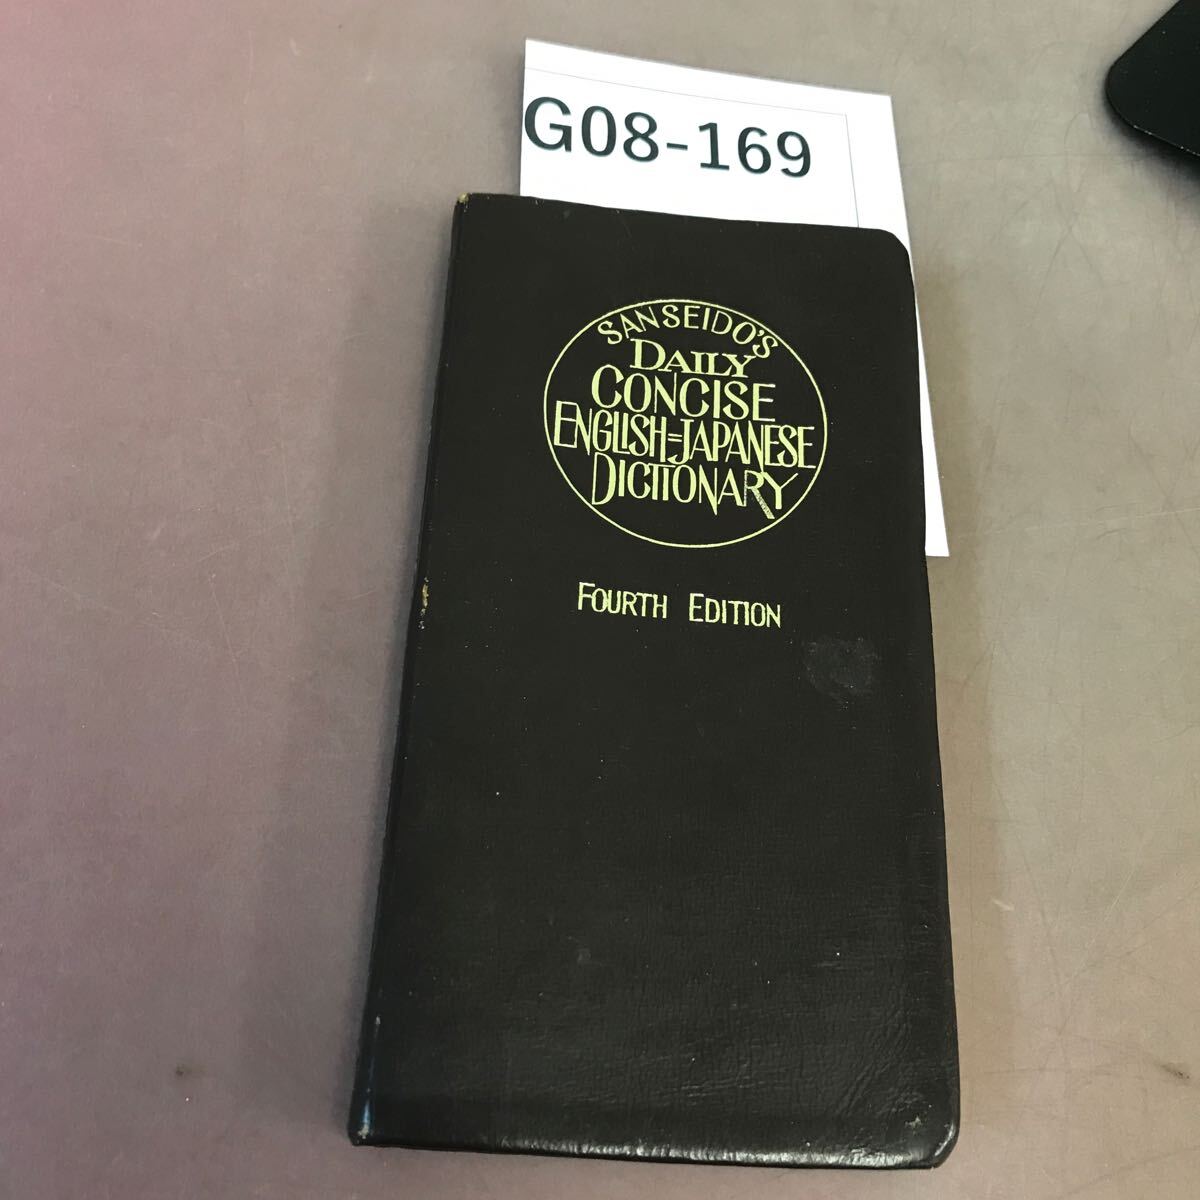 G08-169
SANSEIDO'S
DAILY
CONCISE
ENGLISH=JAPANESE
DICTIONARY
FOURTH EDITION